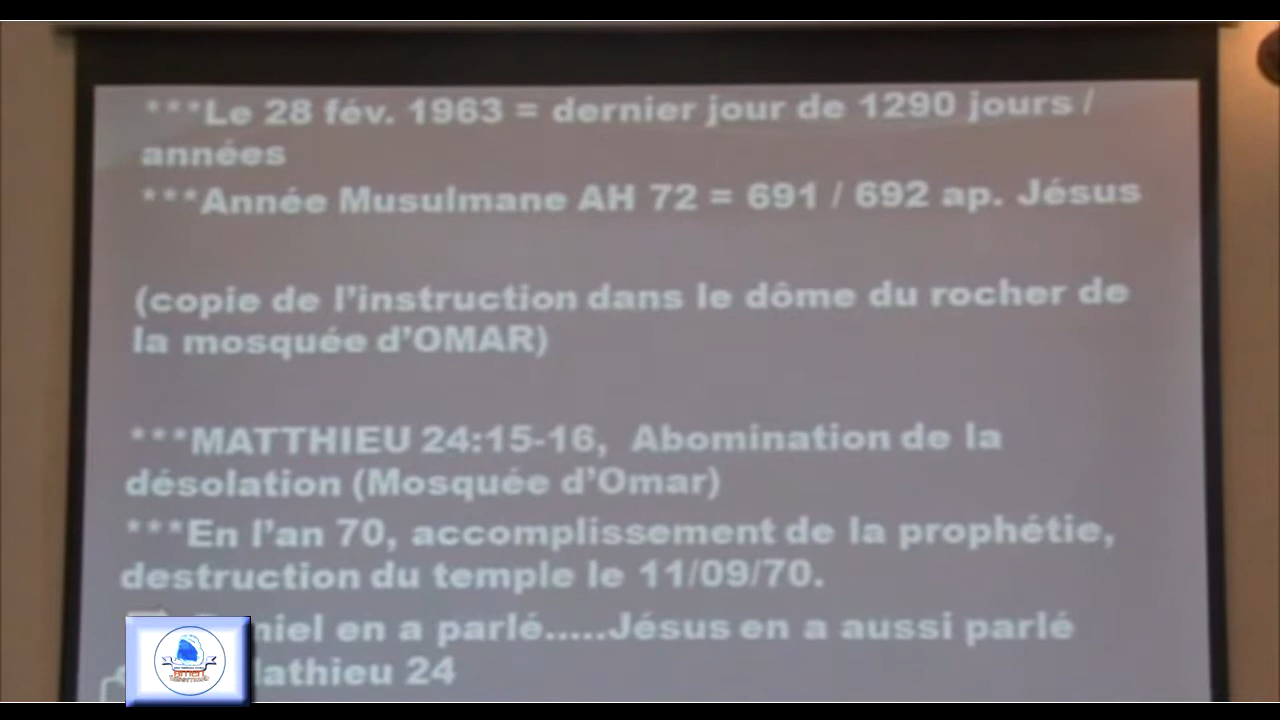 ***Le 28 fév. 1963 = dernier jour de 1290 jours /
années
***Année Musulmane AH 72 = 691 / 692 ap. Jésus
(copie de l'instruction dans le dôme du rocher de
la mosquée d'OMAR)
***MATTHIEU 24:15-16, Abomination de la
désolation (Mosquée d'Omar)
***En l'an 70, accomplissement de la prophétie,
destruction du temple le 11/09/70.
en a parlé.....Jésus en a aussi parlé
24